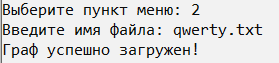 Выберите пункт меню: 2
Введите имя файла: qwerty.txt
Граф успешно загружен!